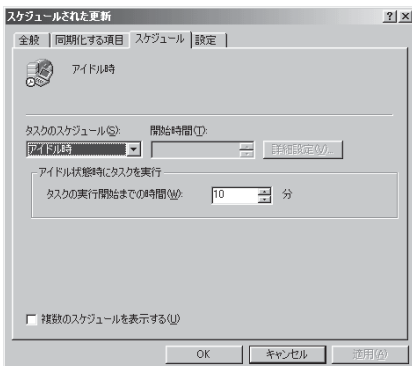 スケジュールされた更新
全般 同期化する項目 スケジュール 設定
アイドル時
タスクのスケジュール(S): 開始時間(T):
アイドル時 詳細設定(V)...
アイドル状態時にタスクを実行
タスクの実行開始までの時間(W): 10 分
複数のスケジュールを表示する(U)
OK キャンセル 適用(A)